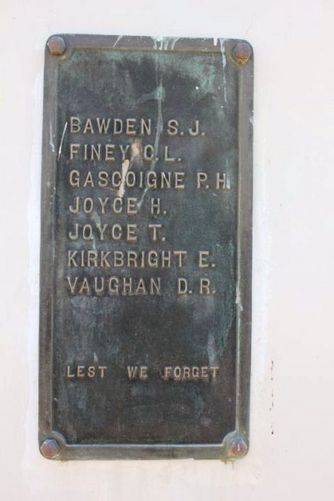 BAWDEN S.J.
FINEY C.L.
GASCOIGNE P.H.
JOYCE H.
JOYCE T.
KIRKBRIGHT E.
VAUGHAN D.R.
LEST WE FORGET